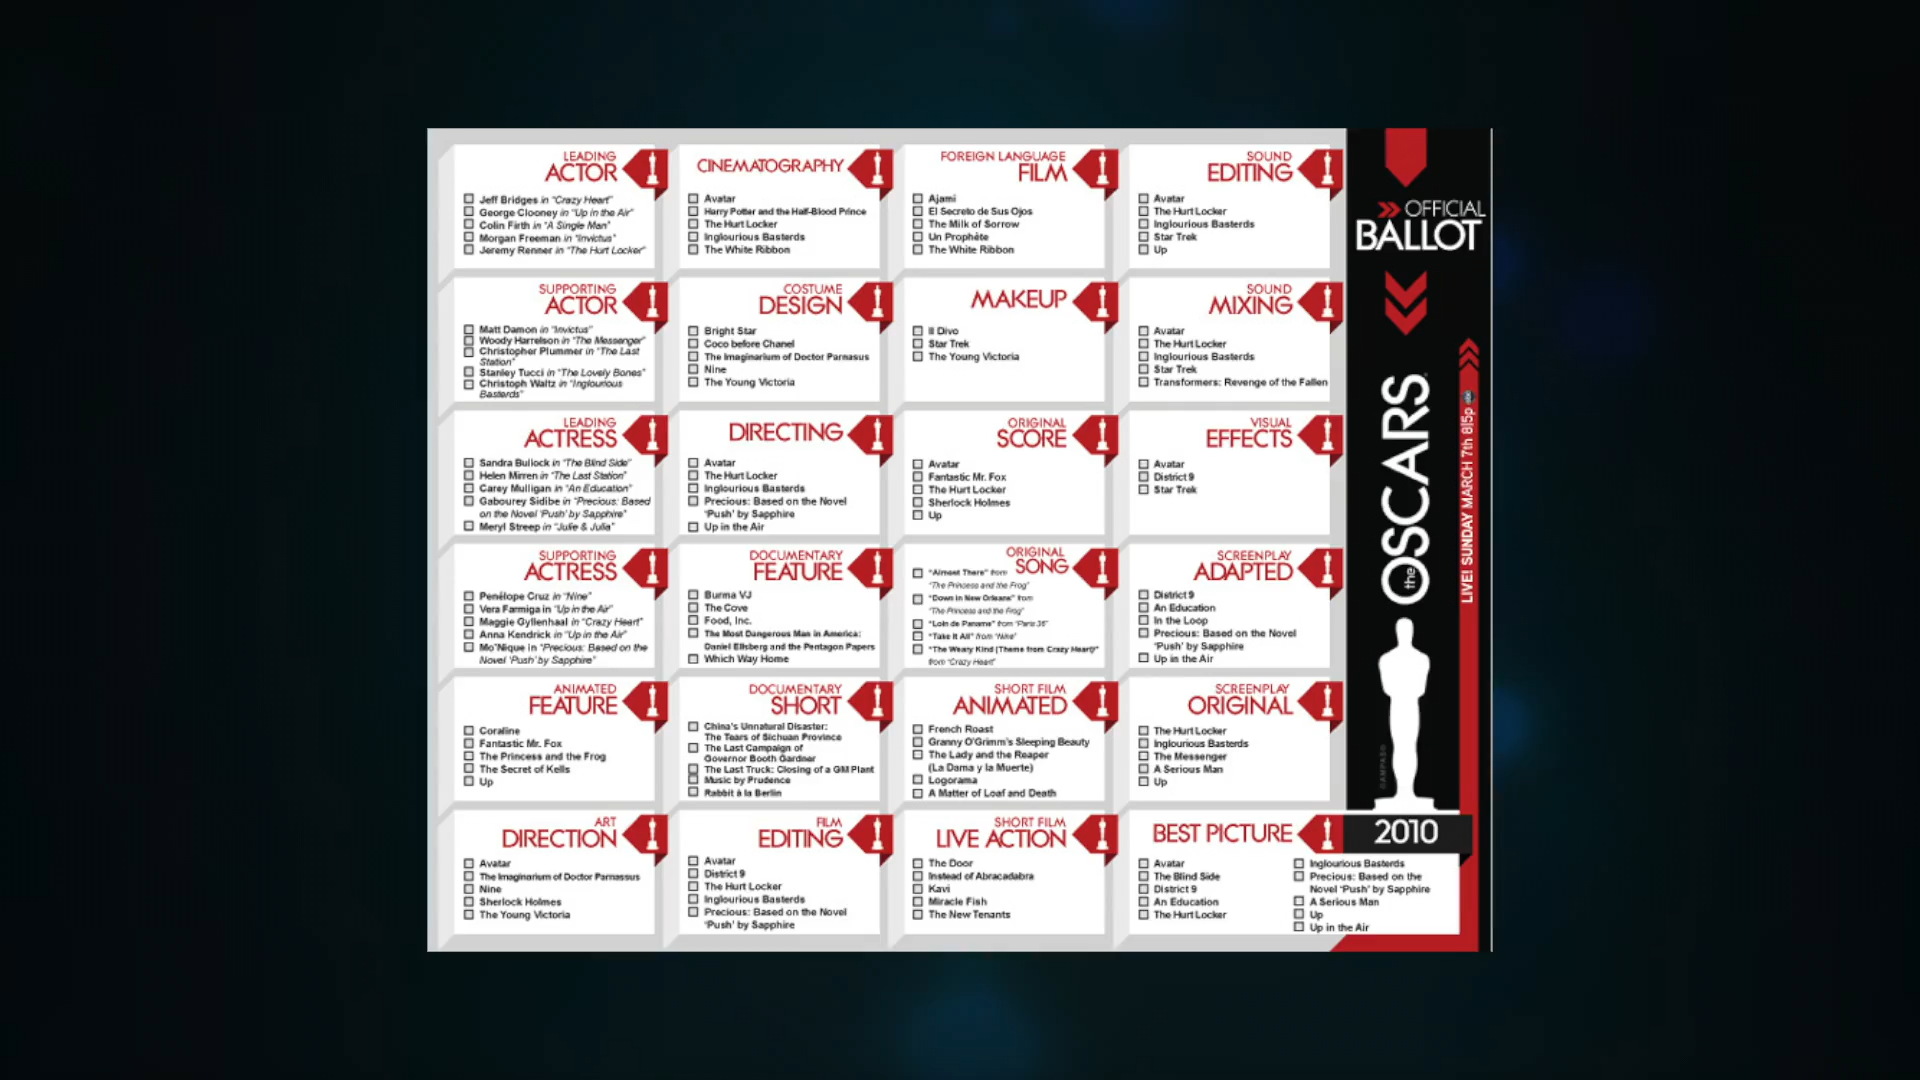 LEADING
ACTOR
Jeff Bridges in "Crazy Heart"
George Clooney in "Up in the Air"
Colin Firth in "A Single Man"
Morgan Freeman in "Invictus"
Jeremy Renner in "The Hurt Locker"
CINEMATOGRAPHY
Avatar
Harry Potter and the Half-Blood Prince
The Hurt Locker
Inglourious Basterds
The White Ribbon
FOREIGN LANGUAGE
FILM
Ajami
El Secreto de Sus Ojos
The Milk of Sorrow
Un Prophète
The White Ribbon
SOUND
EDITING
Avatar
The Hurt Locker
Inglourious Basterds
Star Trek
Up
SUPPORTING
ACTOR
Matt Damon in "Invictus"
Woody Harrelson in "The Messenger"
Christopher Plummer in "The Last
Station"
Stanley Tucci in "The Lovely Bones"
Christoph Waltz in "Inglourious
Basterds"
COSTUME
DESIGN
Bright Star
Coco before Chanel
The Imaginarium of Doctor Parnasus
Nine
The Young Victoria
MAKEUP
Il Divo
Star Trek
The Young Victoria
SOUND
MIXING
Avatar
The Hurt Locker
Inglourious Basterds
Star Trek
Transformers: Revenge of the Fallen
LEADING
ACTRESS
Sandra Bullock in "The Blind Side"
Helen Mirren in "The Last Station"
Carey Mulligan in "An Education"
Gabourey Sidibe in "Precious: Based
on the Novel 'Push' by Sapphire"
Meryl Streep in "Julie & Julia"
DIRECTING
Avatar
The Hurt Locker
Inglourious Basterds
Precious: Based on the Novel
'Push' by Sapphire
Up in the Air
ORIGINAL
SCORE
Avatar
Fantastic Mr. Fox
The Hurt Locker
Sherlock Holmes
Up
VISUAL
EFFECTS
Avatar
District 9
Star Trek
SUPPORTING
ACTRESS
Penélope Cruz in "Nine"
Vera Farmiga in "Up in the Air"
Maggie Gyllenhaal in "Crazy Heart"
Anna Kendrick in "Up in the Air"
Mo'Nique in "Precious: Based on the
Novel 'Push' by Sapphire"
DOCUMENTARY
FEATURE
Burma VJ
The Cove
Food, Inc.
The Most Dangerous Man in America:
Daniel Ellsberg and the Pentagon Papers
Which Way Home
ORIGINAL
SONG
"Almost There" from
"The Princess and the Frog"
"Down in New Orleans" from
"The Princess and the Frog"
"Loin de Paname" from "Paris 36"
"Take It All" from "Nine"
"The Weary Kind (Theme from Crazy Heart)"
from "Crazy Heart"
SCREENPLAY
ADAPTED
District 9
An Education
In the Loop
Precious: Based on the Novel
'Push' by Sapphire
Up in the Air
ANIMATED
FEATURE
Coraline
Fantastic Mr. Fox
The Princess and the Frog
The Secret of Kells
Up
DOCUMENTARY
SHORT
China's Unnatural Disaster:
The Tears of Sichuan Province
The Last Campaign of
Governor Booth Gardner
The Last Truck: Closing of a GM Plant
Music by Prudence
Rabbit à la Berlin
SHORT FILM
ANIMATED
French Roast
Granny O'Grimm's Sleeping Beauty
The Lady and the Reaper
(La Dama y la Muerte)
Logorama
A Matter of Loaf and Death
SCREENPLAY
ORIGINAL
The Hurt Locker
Inglourious Basterds
The Messenger
A Serious Man
Up
ART
DIRECTION
Avatar
The Imaginarium of Doctor Parnassus
Nine
Sherlock Holmes
The Young Victoria
FILM
EDITING
Avatar
District 9
The Hurt Locker
Inglourious Basterds
Precious: Based on the Novel
'Push' by Sapphire
SHORT FILM
LIVE ACTION
The Door
Instead of Abracadabra
Kavi
Miracle Fish
The New Tenants
BEST PICTURE
Avatar
The Blind Side
District 9
An Education
The Hurt Locker
Inglourious Basterds
Precious: Based on the
Novel 'Push' by Sapphire
A Serious Man
Up
Up in the Air
OFFICIAL
BALLOT
the OSCARS
LIVE! SUNDAY MARCH 7th 8|5p abc
2010